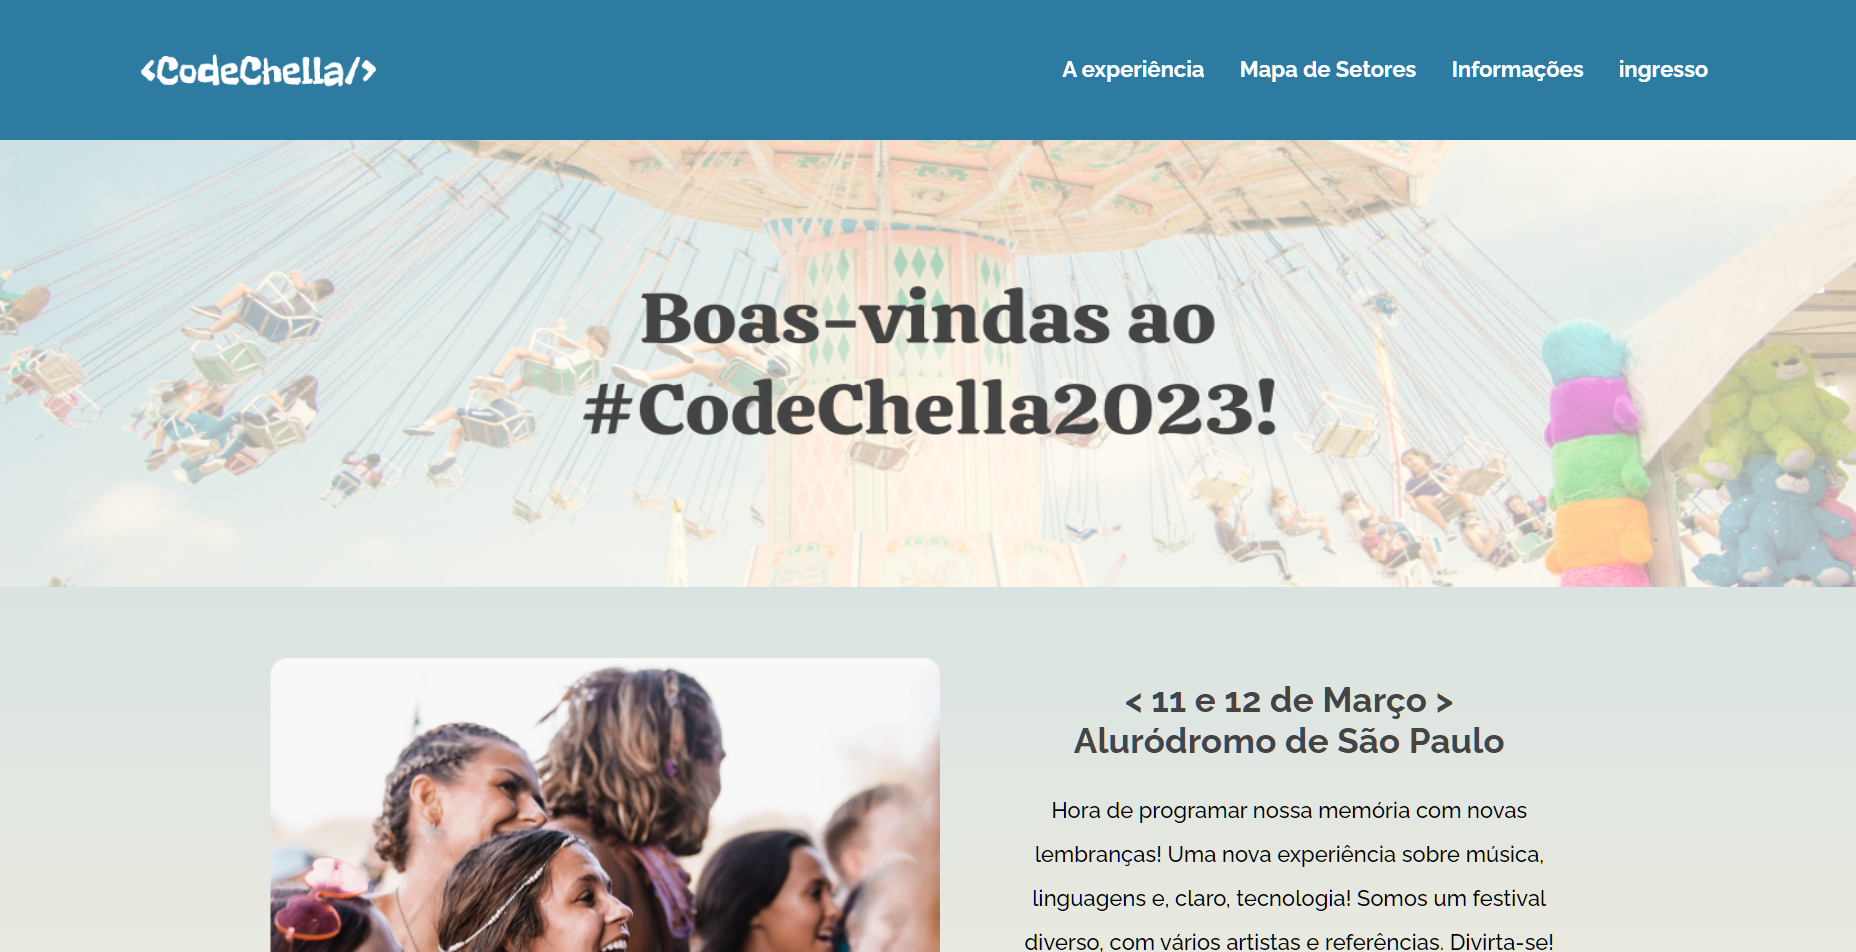 <CodeChella/>
A experiência Mapa de Setores Informações ingresso
Boas-vindas ao
#CodeChella2023!
< 11 e 12 de Março >
Aluródromo de São Paulo
Hora de programar nossa memória com novas
lembranças! Uma nova experiência sobre música,
linguagens e, claro, tecnologia! Somos um festival
diverso, com vários artistas e referências. Divirta-se!